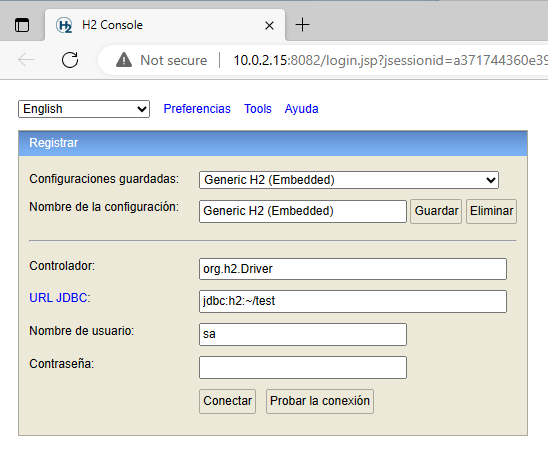 H2 H2 Console
Not secure 10.0.2.15:8082/login.jsp?jsessionid=a371744360e39
English Preferencias Tools Ayuda
Registrar
Configuraciones guardadas: Generic H2 (Embedded)
Nombre de la configuración: Generic H2 (Embedded) Guardar Eliminar
Controlador: org.h2.Driver
URL JDBC: jdbc:h2:~/test
Nombre de usuario: sa
Contraseña:
Conectar Probar la conexión